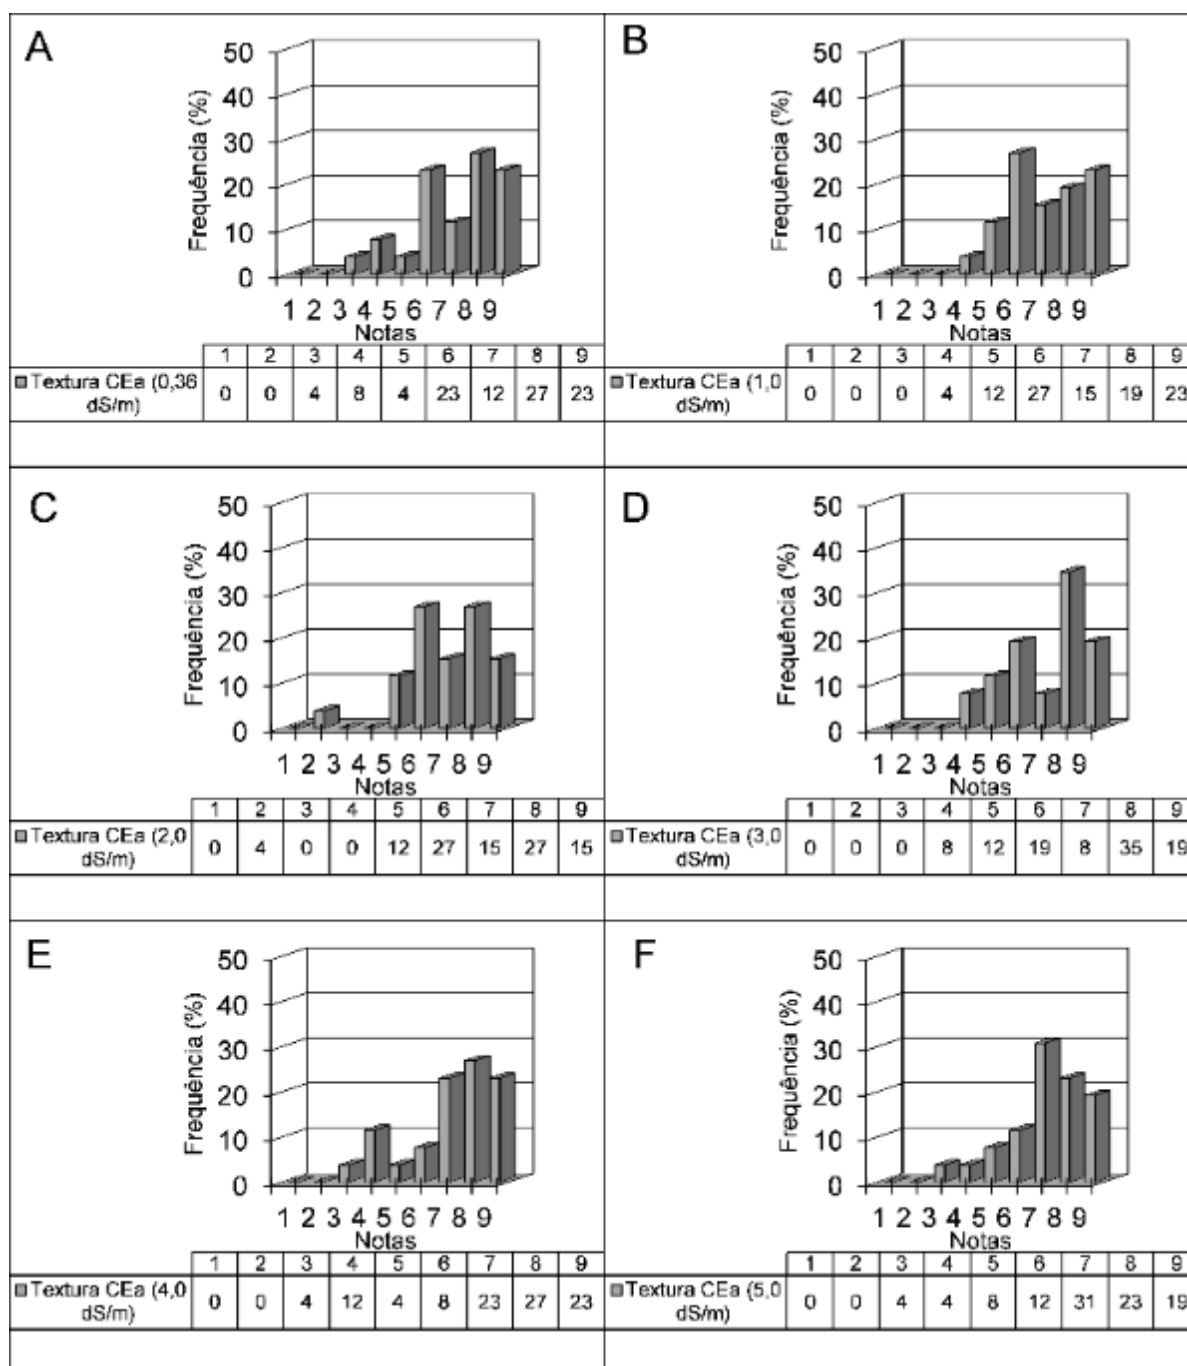 A
Frequência (%)
50
40
30
20
10
0
1 2 3 4 5 6 7 8 9
Notas
1 2 3 4 5 6 7 8 9
Textura CEa (0,36
dS/m)
0 0 4 8 4 23 12 27 23
B
Frequência (%)
50
40
30
20
10
0
1 2 3 4 5 6 7 8 9
Notas
1 2 3 4 5 6 7 8 9
Textura CEa (1,0
dS/m)
0 0 0 4 12 27 15 19 23
C
Frequência (%)
50
40
30
20
10
0
1 2 3 4 5 6 7 8 9
Notas
1 2 3 4 5 6 7 8 9
Textura CEa (2,0
dS/m)
0 4 0 0 12 27 15 27 15
D
Frequência (%)
50
40
30
20
10
0
1 2 3 4 5 6 7 8 9
Notas
1 2 3 4 5 6 7 8 9
Textura CEa (3,0
dS/m)
0 0 0 8 12 19 8 35 19
E
Frequência (%)
50
40
30
20
10
0
1 2 3 4 5 6 7 8 9
Notas
1 2 3 4 5 6 7 8 9
Textura CEa (4,0
dS/m)
0 0 4 12 4 8 23 27 23
F
Frequência (%)
50
40
30
20
10
0
1 2 3 4 5 6 7 8 9
Notas
1 2 3 4 5 6 7 8 9
Textura CEa (5,0
dS/m)
0 0 4 4 8 12 31 23 19